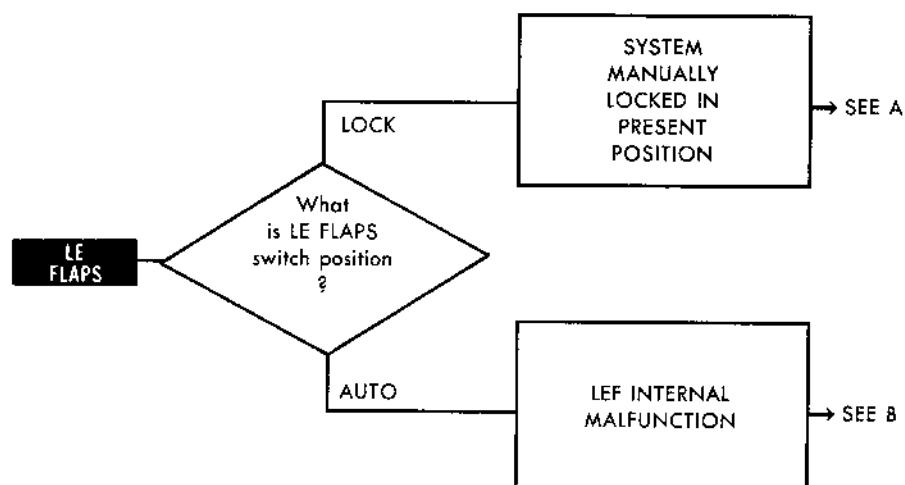 LE
FLAPS
What
is LE FLAPS
switch position
?
LOCK
SYSTEM
MANUALLY
LOCKED IN
PRESENT
POSITION
SEE A
AUTO
LEF INTERNAL
MALFUNCTION
SEE B